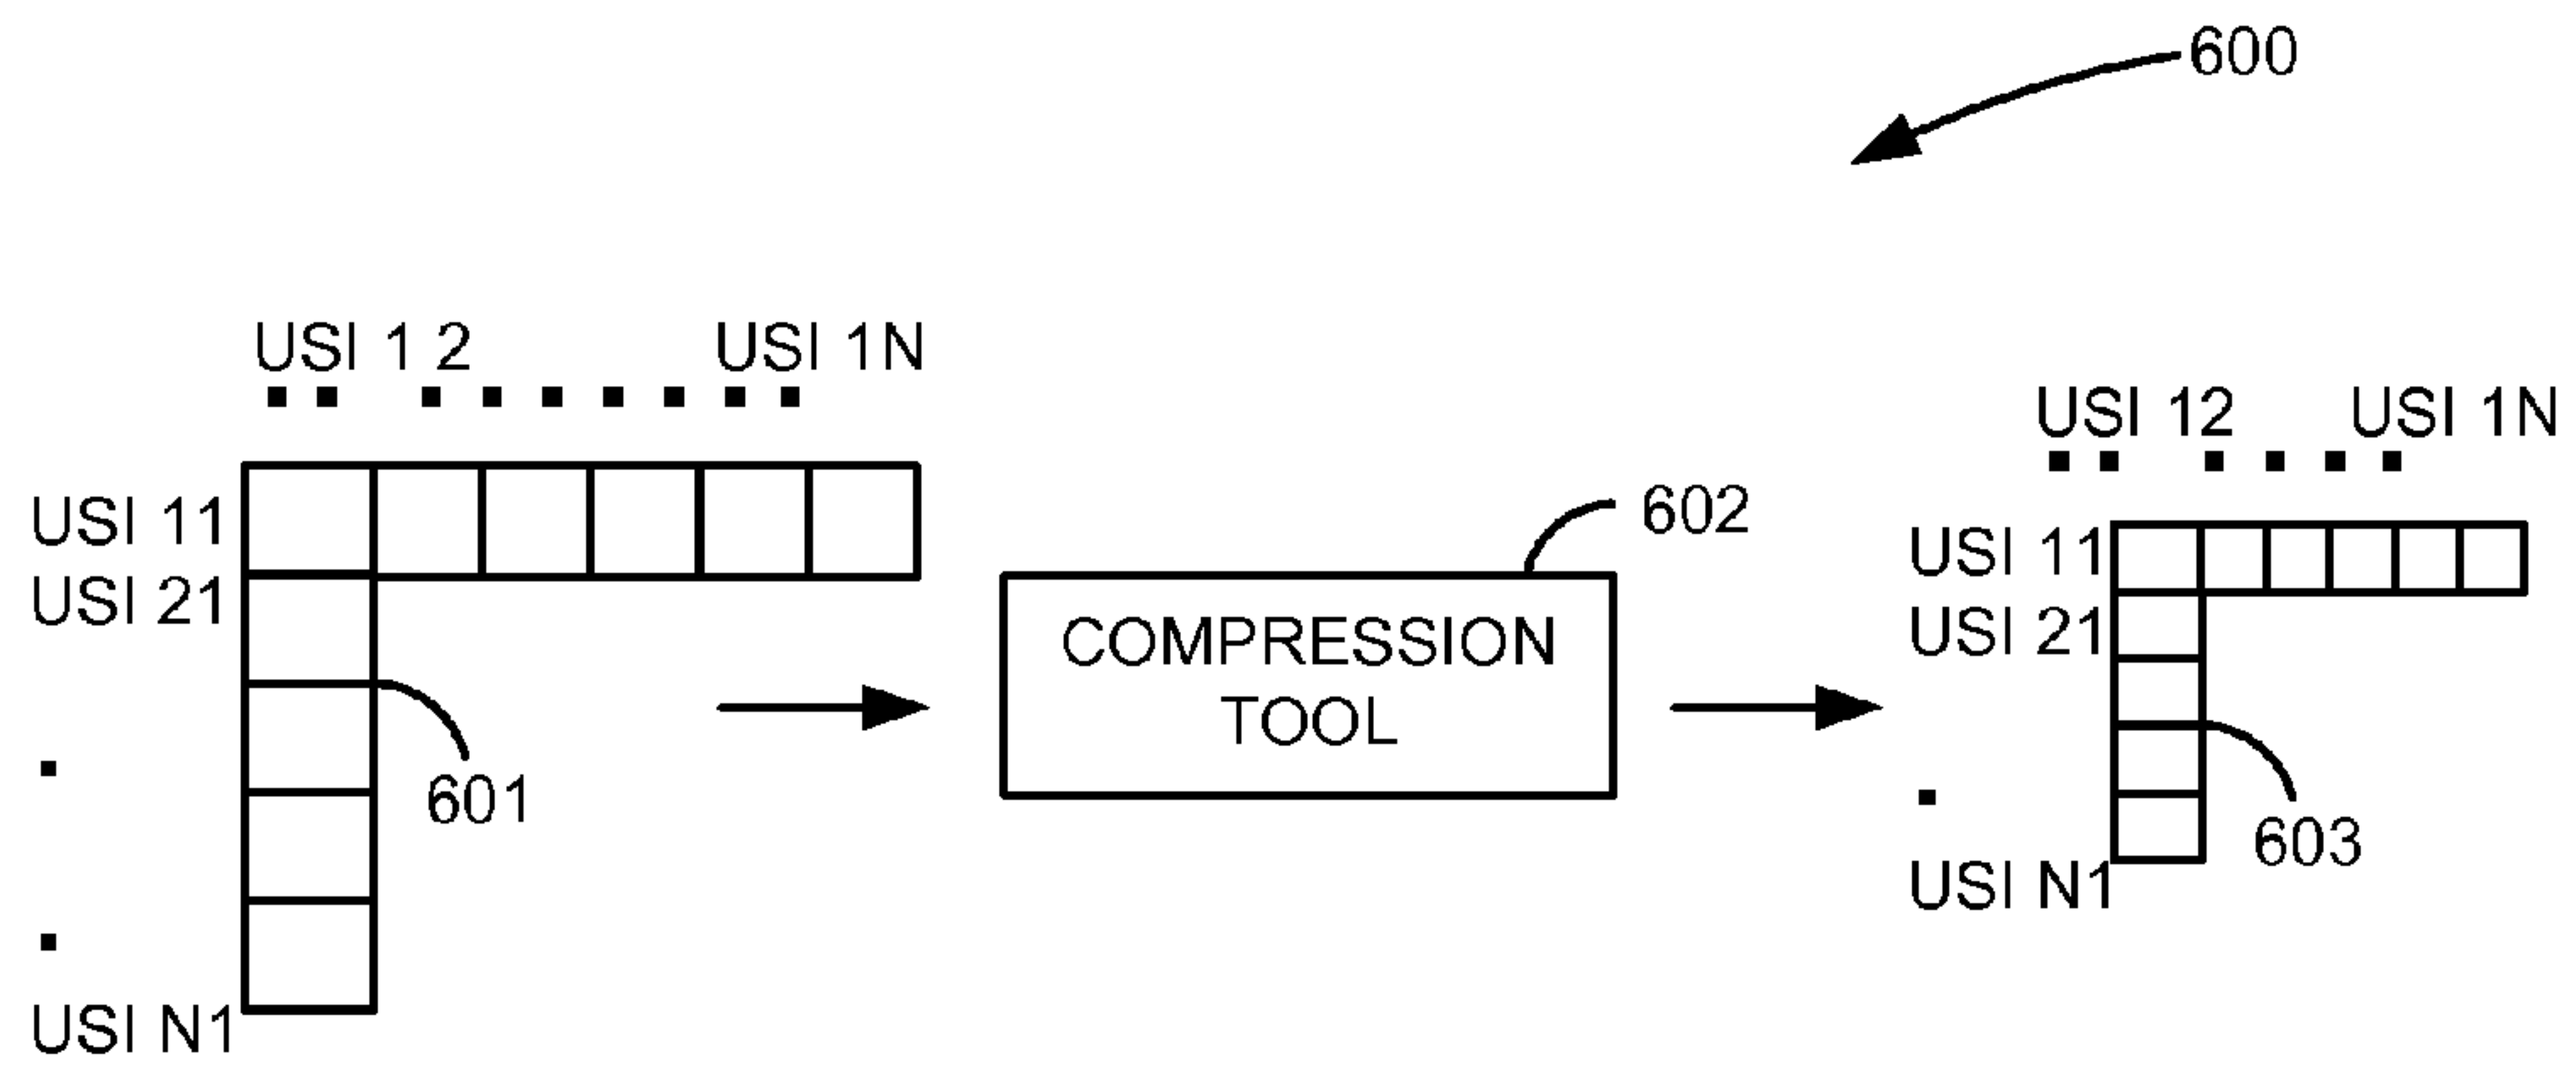 600
USI 1 2 USI 1N
USI 11
USI 21
601
USI N1
602
COMPRESSION
TOOL
USI 12 USI 1N
USI 11
USI 21
603
USI N1